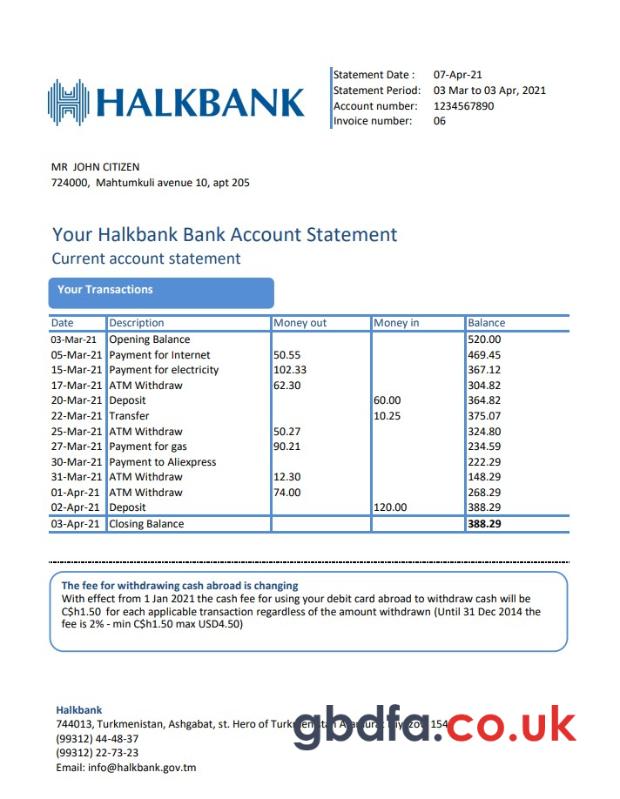 HALKBANK
Statement Date : 07-Apr-21
Statement Period: 03 Mar to 03 Apr, 2021
Account number: 1234567890
Invoice number: 06
MR JOHN CITIZEN
724000, Mahtumkuli avenue 10, apt 205
Your Halkbank Bank Account Statement
Current account statement
Your Transactions
Date Description Money out Money in Balance
03-Mar-21 Opening Balance 520.00
05-Mar-21 Payment for Internet 50.55 469.45
15-Mar-21 Payment for electricity 102.33 367.12
17-Mar-21 ATM Withdraw 62.30 304.82
20-Mar-21 Deposit 60.00 364.82
22-Mar-21 Transfer 10.25 375.07
25-Mar-21 ATM Withdraw 50.27 324.80
27-Mar-21 Payment for gas 90.21 234.59
30-Mar-21 Payment to Aliexpress 222.29
31-Mar-21 ATM Withdraw 12.30 148.29
01-Apr-21 ATM Withdraw 74.00 268.29
02-Apr-21 Deposit 120.00 388.29
03-Apr-21 Closing Balance 388.29
The fee for withdrawing cash abroad is changing
With effect from 1 Jan 2021 the cash fee for using your debit card abroad to withdraw cash will be
C$h1.50 for each applicable transaction regardless of the amount withdrawn (Until 31 Dec 2014 the
fee is 2% - min C$h1.50 max USD4.50)
Halkbank
744013, Turkmenistan, Ashgabat, st. Hero of 154
gbdfa.co.uk
(99312) 44-48-37
(99312) 22-73-23
Email: info@halkbank.gov.tm